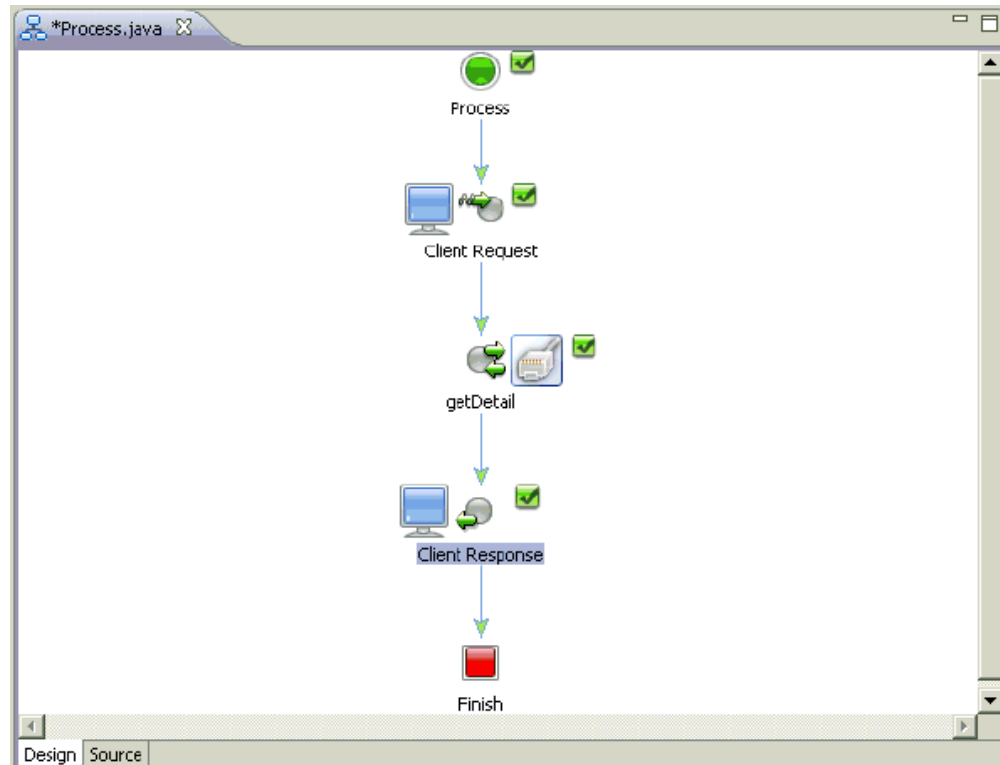 *Process.java
Process
Client Request
getDetail
Client Response
Finish
Design Source